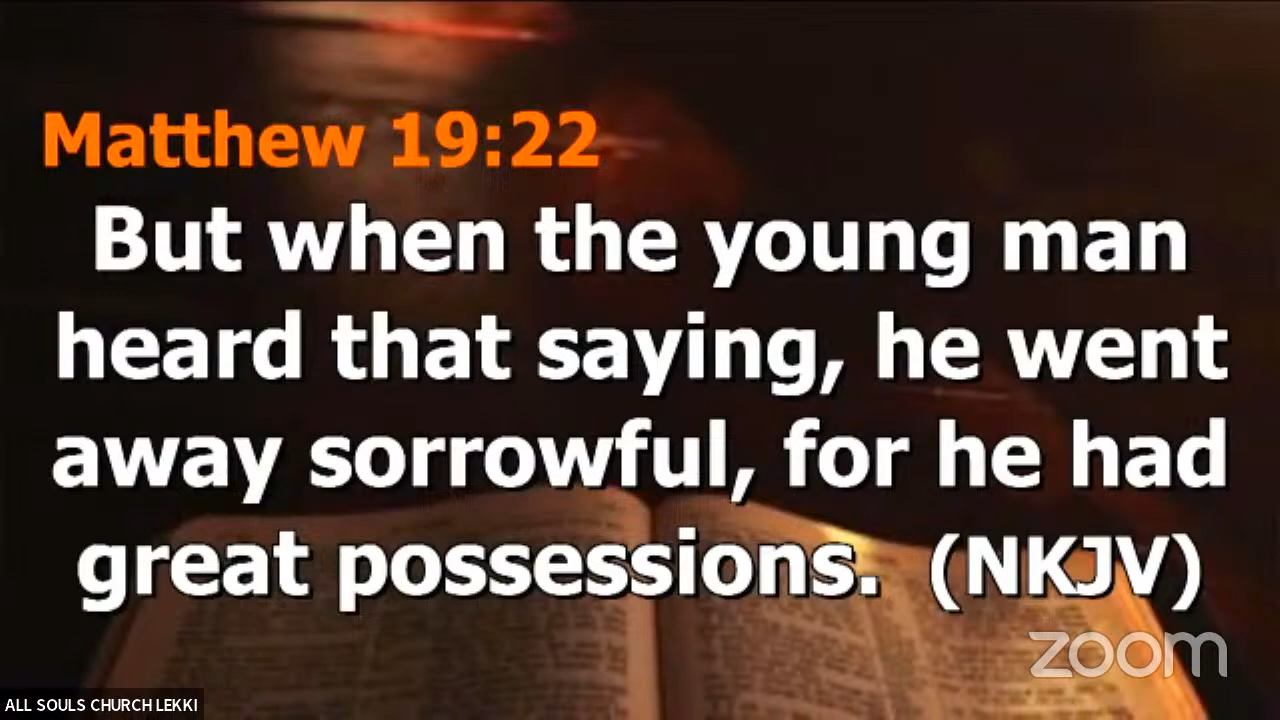 Matthew 19:22
But when the young man
heard that saying, he went
away sorrowful, for he had
great possessions. (NKJV)
zoom
ALL SOULS CHURCH LEKKI